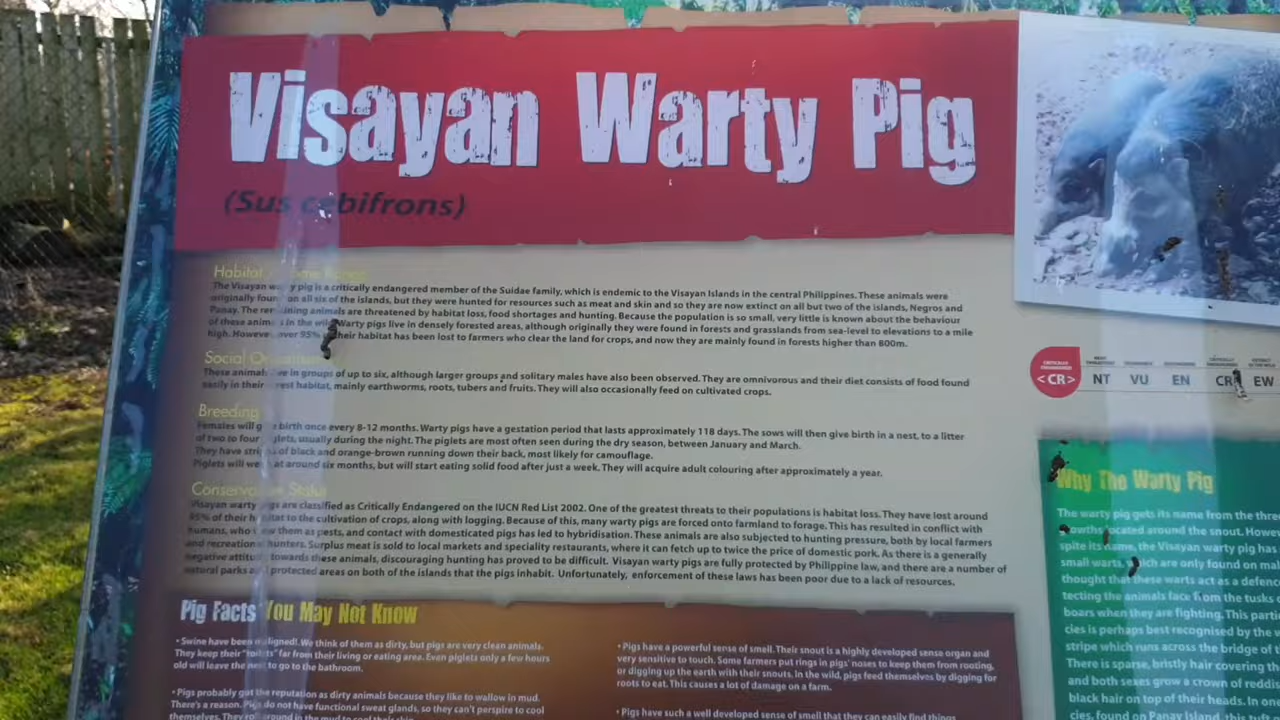 Visayan Warty Pig
(Sus cebifrons)
Habitat
The Visayan warty pig is a critically endangered member of the Suidae family, which is endemic to the Visayan Islands in the central Philippines. These animals were
originally found on all six of the islands, but they were hunted for resources such as meat and skin and so they are now extinct on all but two of the islands, Negros and
Panay. The remaining animals are threatened by habitat loss, food shortages and hunting. Because the population is so small, very little is known about the behaviour
of these animals in the wild. Warty pigs live in densely forested areas, although originally they were found in forests and grasslands from sea-level to elevations to a mile
high. However over 95% of their habitat has been lost to farmers who clear the land for crops, and now they are mainly found in forests higher than 800m.
Social
These animals live in groups of up to six, although larger groups and solitary males have also been observed. They are omnivorous and their diet consists of food found
easily in their forest habitat, mainly earthworms, roots, tubers and fruits. They will also occasionally feed on cultivated crops.
Breeding
Females will give birth once every 8-12 months. Warty pigs have a gestation period that lasts approximately 118 days. The sows will then give birth in a nest, to a litter
of two to four piglets, usually during the night. The piglets are most often seen during the dry season, between January and March.
They have stripes of black and orange-brown running down their back, most likely for camouflage.
Piglets will wean at around six months, but will start eating solid food after just a week. They will acquire adult colouring after approximately a year.
Conservation Status
Visayan warty pigs are classified as Critically Endangered on the IUCN Red List 2002. One of the greatest threats to their populations is habitat loss. They have lost around
95% of their habitat to the cultivation of crops, along with logging. Because of this, many warty pigs are forced onto farmland to forage. This has resulted in conflict with
humans, who view them as pests, and contact with domesticated pigs has led to hybridisation. These animals are also subjected to hunting pressure, both by local farmers
and recreational hunters. Surplus meat is sold to local markets and speciality restaurants, where it can fetch up to twice the price of domestic pork. As there is a generally
negative attitude towards these animals, discouraging hunting has proved to be difficult. Visayan warty pigs are fully protected by Philippine law, and there are a number of
natural parks and protected areas on both of the islands that the pigs inhabit. Unfortunately, enforcement of these laws has been poor due to a lack of resources.
Pig Facts You May Not Know
• Swine have been maligned! We think of them as dirty, but pigs are very clean animals.
They keep their "toilets" far from their living or eating area. Even piglets only a few hours
old will leave the nest to go to the bathroom.
• Pigs probably got the reputation as dirty animals because they like to wallow in mud.
There's a reason. Pigs do not have functional sweat glands, so they can't perspire to cool
themselves. They roll around in the mud to cool their skin.
• Pigs have a powerful sense of smell. Their snout is a highly developed sense organ and
very sensitive to touch. Some farmers put rings in pigs' noses to keep them from rooting,
or digging up the earth with their snouts. In the wild, pigs feed themselves by digging for
roots to eat. This causes a lot of damage on a farm.
• Pigs have such a well developed sense of smell that they can easily find things
CRITICALLY ENDANGERED
<CR> NT VU EN CR EW
Why The Warty Pig
The warty pig gets its name from the three
growths located around the snout. Howe
spite its name, the Visayan warty pig has
small warts, which are only found on mal
thought that these warts act as a defence
tecting the animals face from the tusks o
boars when they are fighting. This parti
cies is perhaps best recognised by the w
stripe which runs across the bridge of t
There is sparse, bristly hair covering th
and both sexes grow a crown of reddis
black hair on top of their heads. In one
cies, found on Panay Island, this tuf